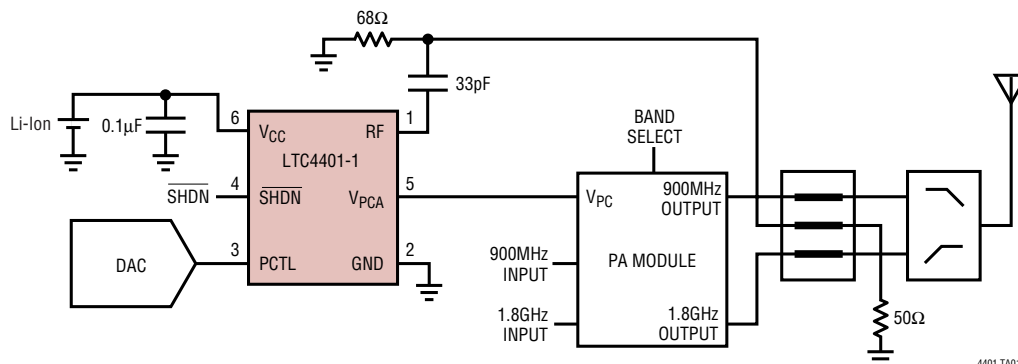 68Ω
33pF
Li-Ion
0.1μF
6
VCC
RF
1
LTC4401-1
SHDN
4
SHDN
VPCA
5
DAC
3
PCTL
GND
2
BAND
SELECT
VPC
900MHz
OUTPUT
900MHz
INPUT
PA MODULE
1.8GHz
INPUT
1.8GHz
OUTPUT
50Ω